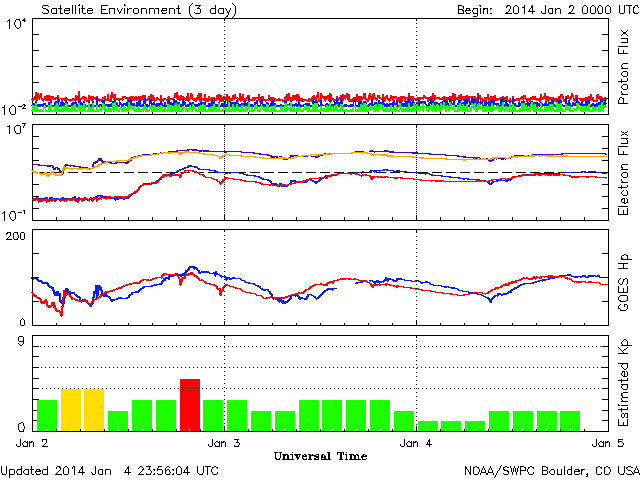 Satellite Environment (3 day)
Begin: 2014 Jan 2 0000 UTC
10⁴
10⁻²
Proton Flux
10⁷
10⁻¹
Electron Flux
200
0
GOES Hp
9
0
Estimated Kp
Jan 2
Jan 3
Jan 4
Jan 5
Universal Time
Updated 2014 Jan 4 23:56:04 UTC
NOAA/SWPC Boulder, CO USA